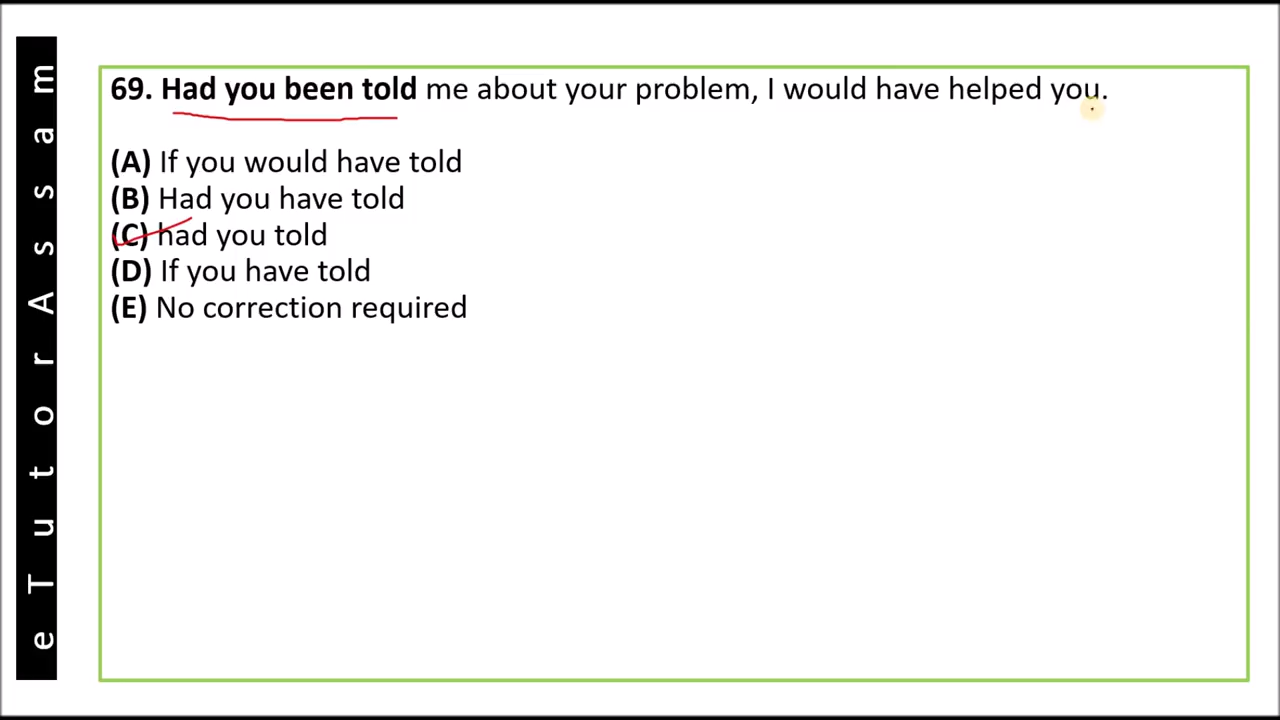 eTutorAssam
69. Had you been told me about your problem, I would have helped you.
(A) If you would have told
(B) Had you have told
(C) had you told
(D) If you have told
(E) No correction required